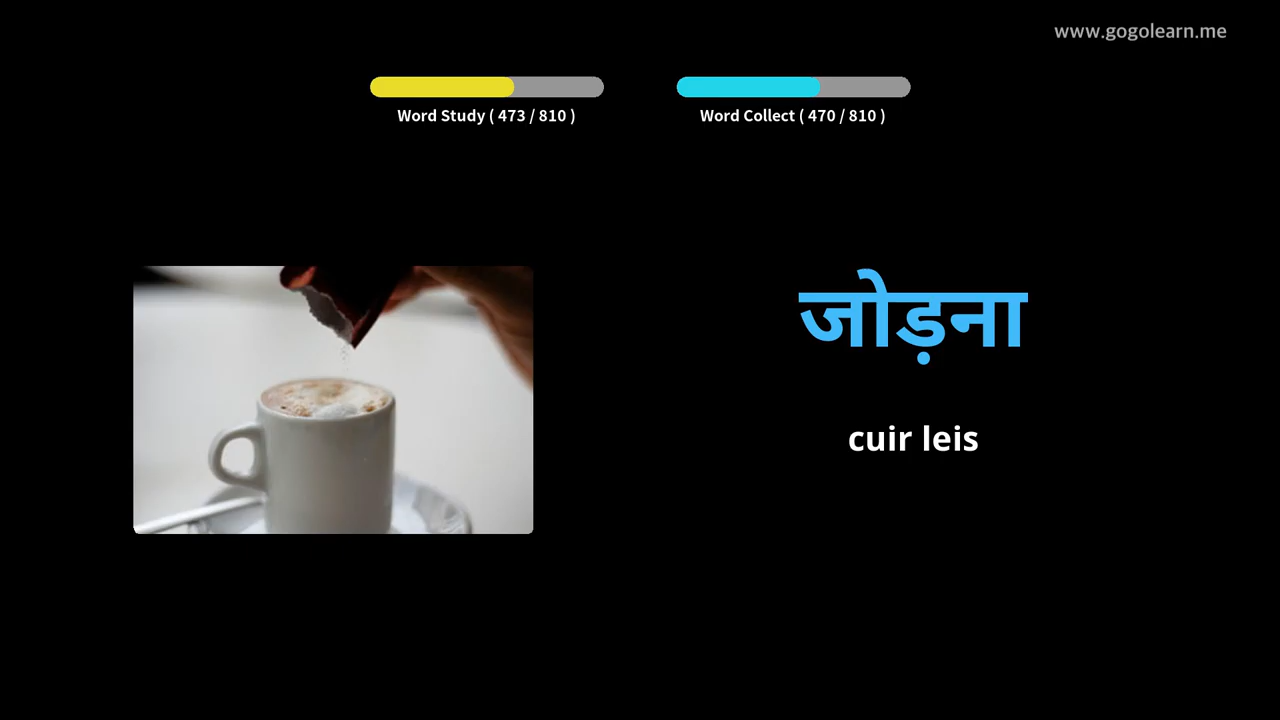 www.gogolearn.me
Word Study ( 473 / 810 )
Word Collect ( 470 / 810 )
जोड़ना
cuir leis